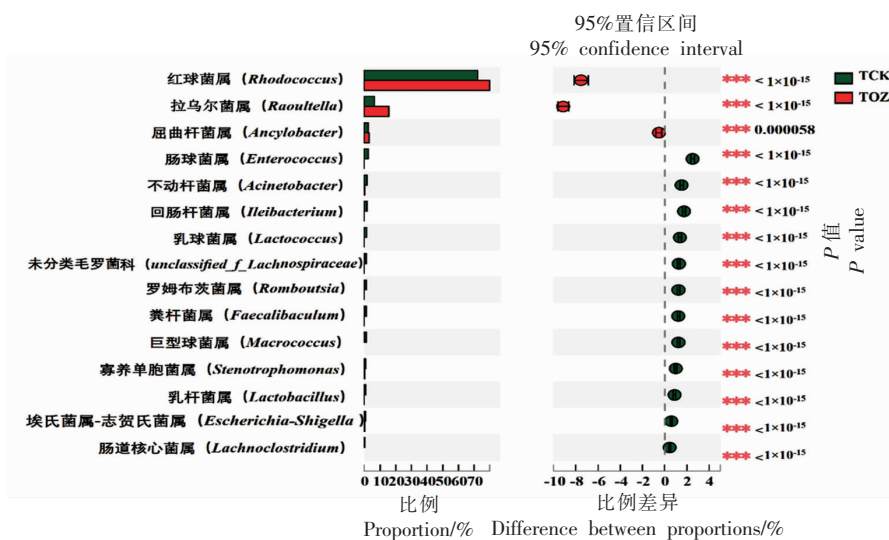 95%置信区间
95% confidence interval
红球菌属（Rhodococcus） *** < 1×10-15
拉乌尔菌属（Raoultella） *** < 1×10-15
屈曲杆菌属（Ancylobacter） *** 0.000058
肠球菌属（Enterococcus） *** < 1×10-15
不动杆菌属（Acinetobacter） *** <1×10-15
回肠杆菌属（Ileibacterium） *** <1×10-15
乳球菌属（Lactococcus） *** <1×10-15
未分类毛罗菌科（unclassified_f_Lachnospiraceae） *** <1×10-15
罗姆布茨菌属（Romboutsia） *** <1×10-15
粪杆菌属（Faecalibaculum） *** <1×10-15
巨型球菌属（Macrococcus） *** <1×10-15
寡养单胞菌属（Stenotrophomonas） *** <1×10-15
乳杆菌属（Lactobacillus） *** <1×10-15
埃氏菌属-志贺氏菌属（Escherichia-Shigella） *** <1×10-15
肠道核心菌属（Lachnoclostridium） *** <1×10-15
TCK
TOZ
P值
P value
0 10 20 30 40 50 60 70
-10 -8 -6 -4 -2 0 2 4
比例
Proportion/%
比例差异
Difference between proportions/%